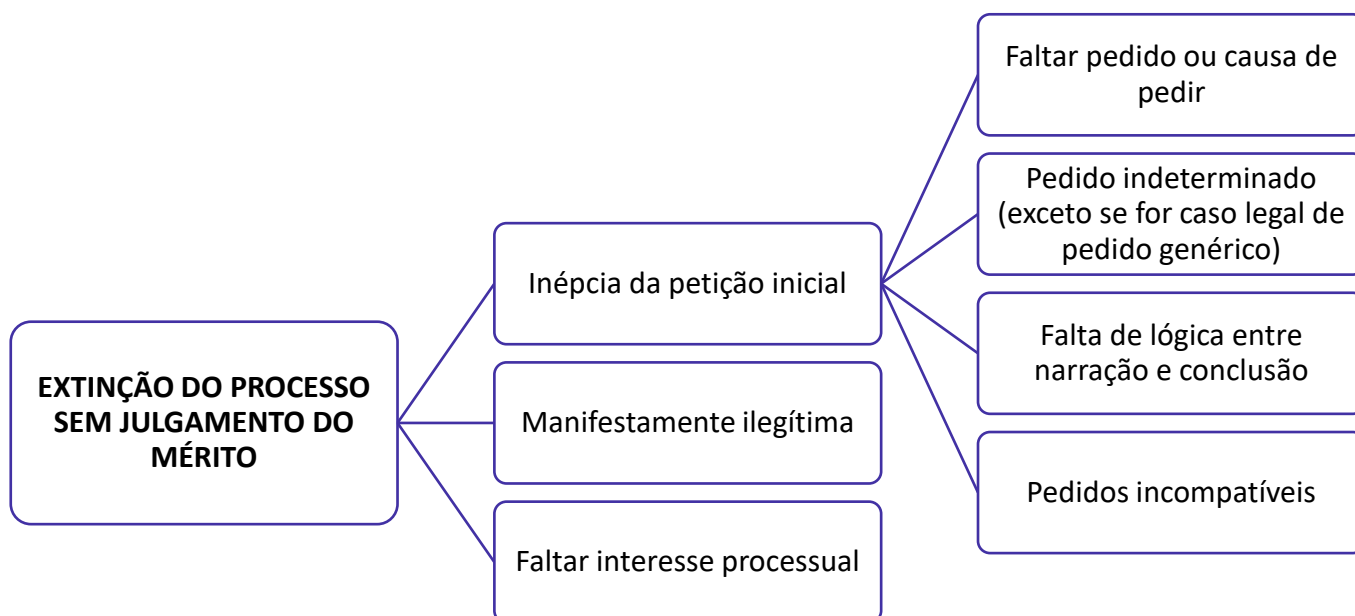 EXTINÇÃO DO PROCESSO
SEM JULGAMENTO DO
MÉRITO
Inépcia da petição inicial
Manifestamente ilegítima
Faltar interesse processual
Faltar pedido ou causa de
pedir
Pedido indeterminado
(exceto se for caso legal de
pedido genérico)
Falta de lógica entre
narração e conclusão
Pedidos incompatíveis